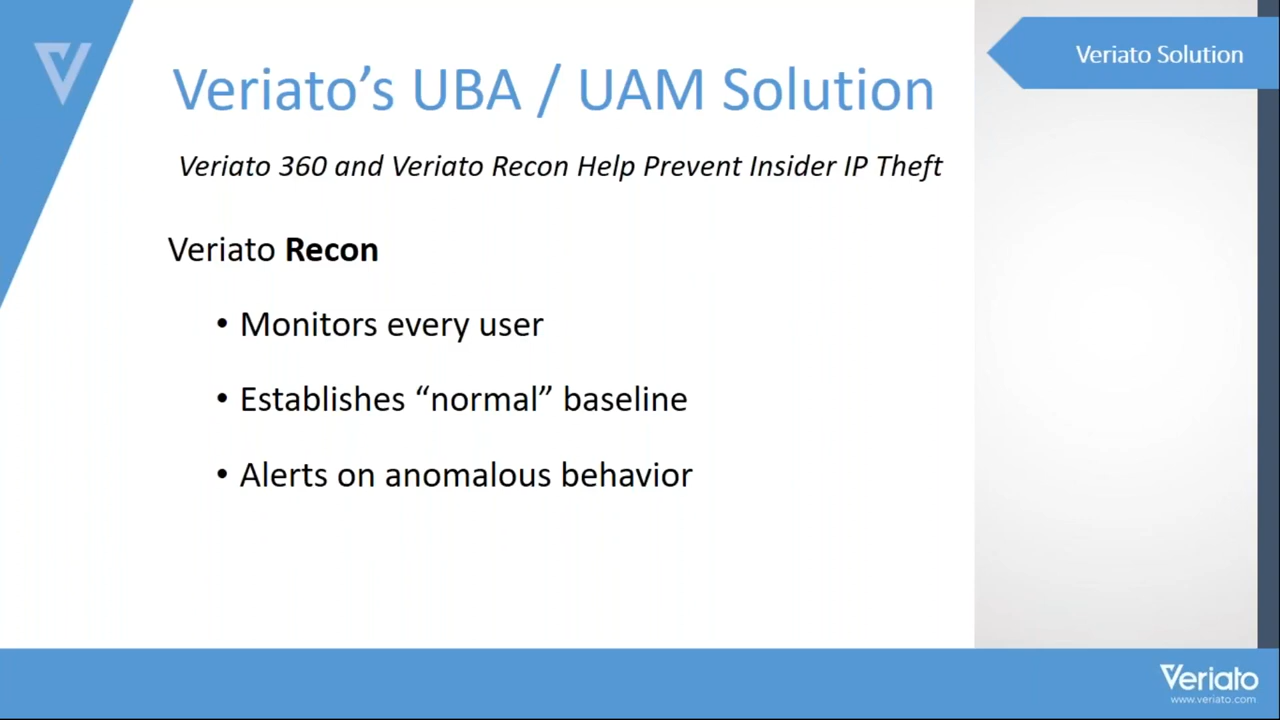 Veriato Solution
Veriato’s UBA / UAM Solution
Veriato 360 and Veriato Recon Help Prevent Insider IP Theft
Veriato Recon
• Monitors every user
• Establishes “normal” baseline
• Alerts on anomalous behavior
Veriato
www.veriato.com